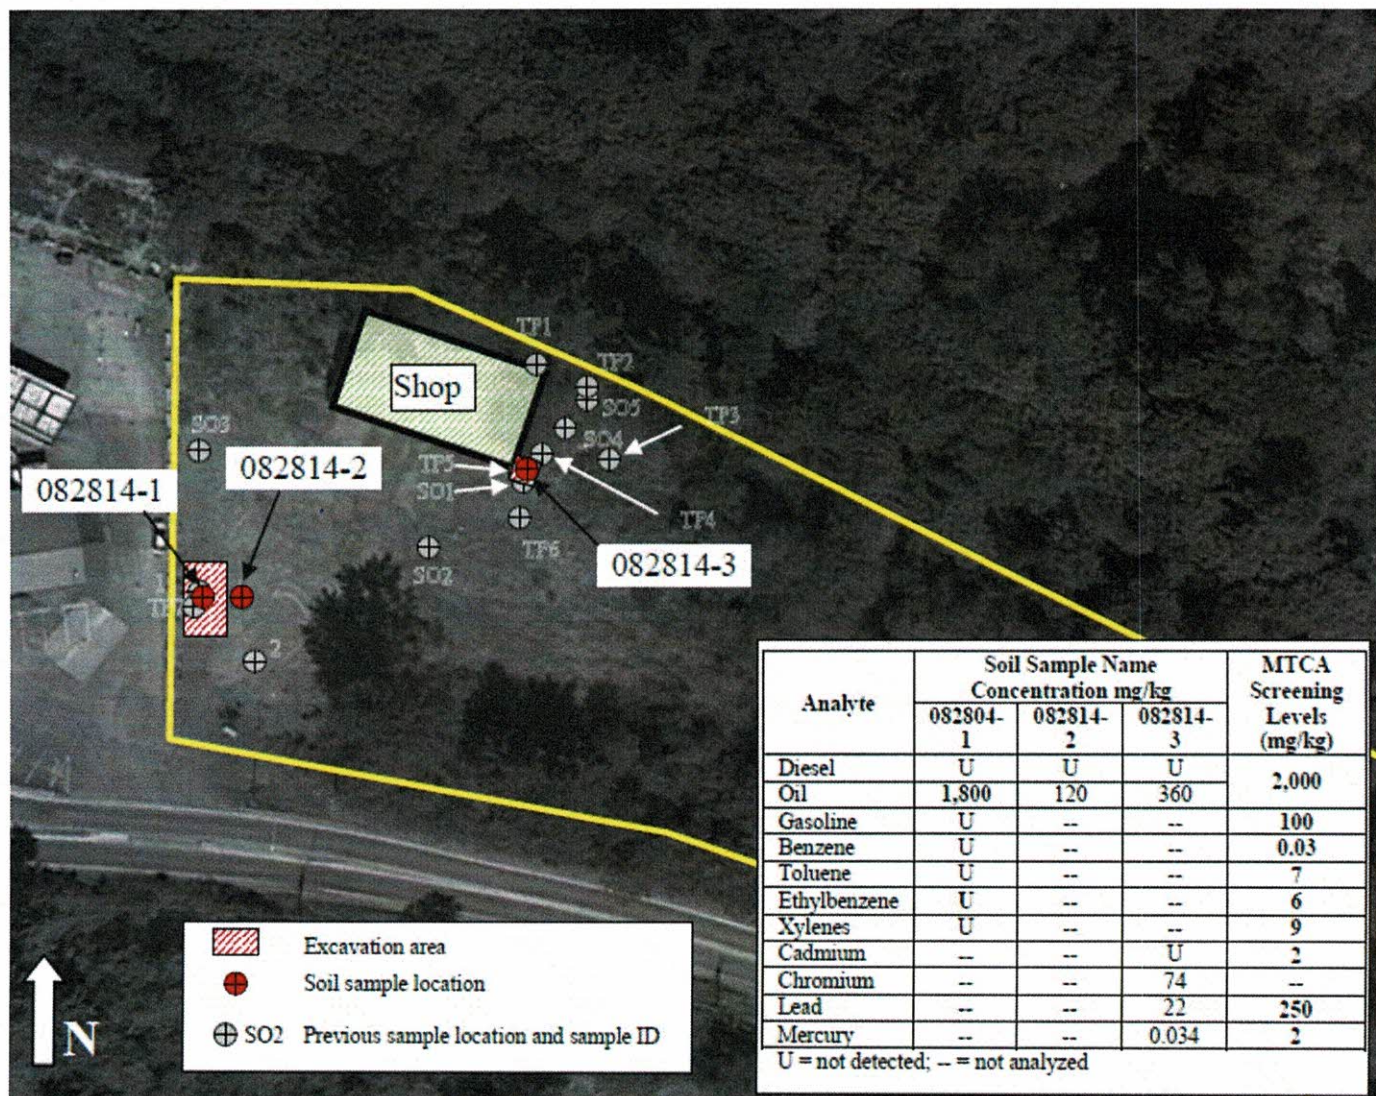 TP1
TP2
Shop
SO5
TP3
SO3
SO4
082814-2
TP5
082814-1
SO1
TP4
TP6
082814-3
SO2
TP7
2
Analyte
Soil Sample Name
Concentration mg/kg
MTCA
Screening
Levels
(mg/kg)
082804-
1
082814-
2
082814-
3
Diesel U U U 2,000
Oil 1,800 120 360
Gasoline U -- -- 100
Benzene U -- -- 0.03
Toluene U -- -- 7
Ethylbenzene U -- -- 6
Xylenes U -- -- 9
Cadmium -- -- U 2
Chromium -- -- 74 --
Lead -- -- 22 250
Mercury -- -- 0.034 2
U = not detected; -- = not analyzed
Excavation area
Soil sample location
SO2 Previous sample location and sample ID
N